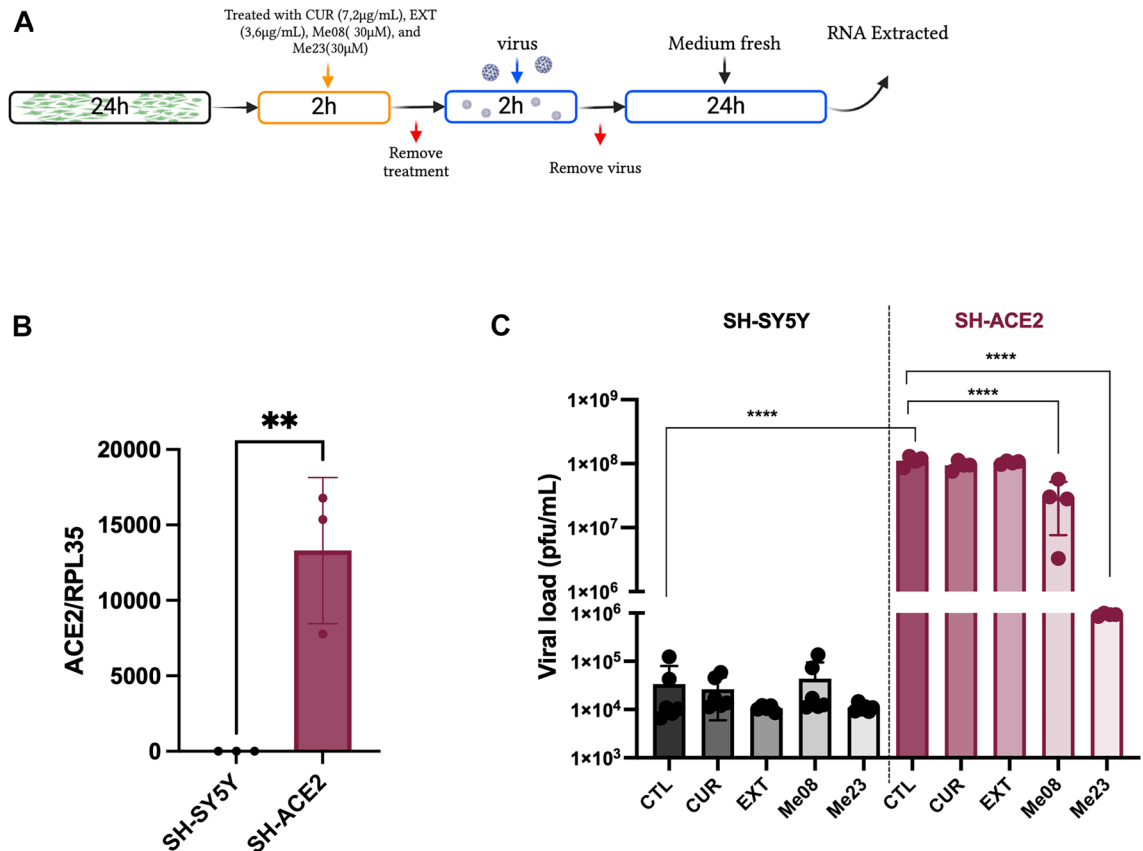 A
Treated with CUR (7,2µg/mL), EXT
(3,6µg/mL), Me08( 30µM), and
Me23(30µM)
virus
Medium fresh
RNA Extracted
24h
2h
2h
24h
Remove
treatment
Remove virus
B
**
20000
15000
10000
5000
0
ACE2/RPL35
SH-SY5Y
SH-ACE2
C
SH-SY5Y
SH-ACE2
****
****
****
1×10⁹
1×10⁸
1×10⁷
1×10⁶
1×10⁶
1×10⁵
1×10⁴
1×10³
Viral load (pfu/mL)
CTL
CUR
EXT
Me08
Me23
CTL
CUR
EXT
Me08
Me23